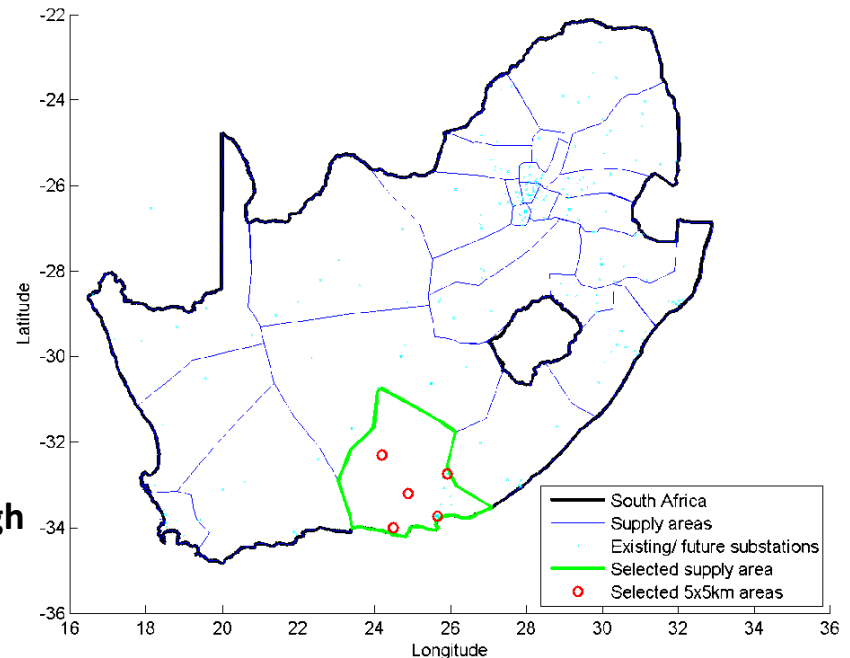 -22
-24
-26
-28
-30
-32
-34
-36
Latitude
gh
South Africa
Supply areas
Existing/ future substations
Selected supply area
Selected 5x5km areas
16 18 20 22 24 26 28 30 32 34 36
Longitude